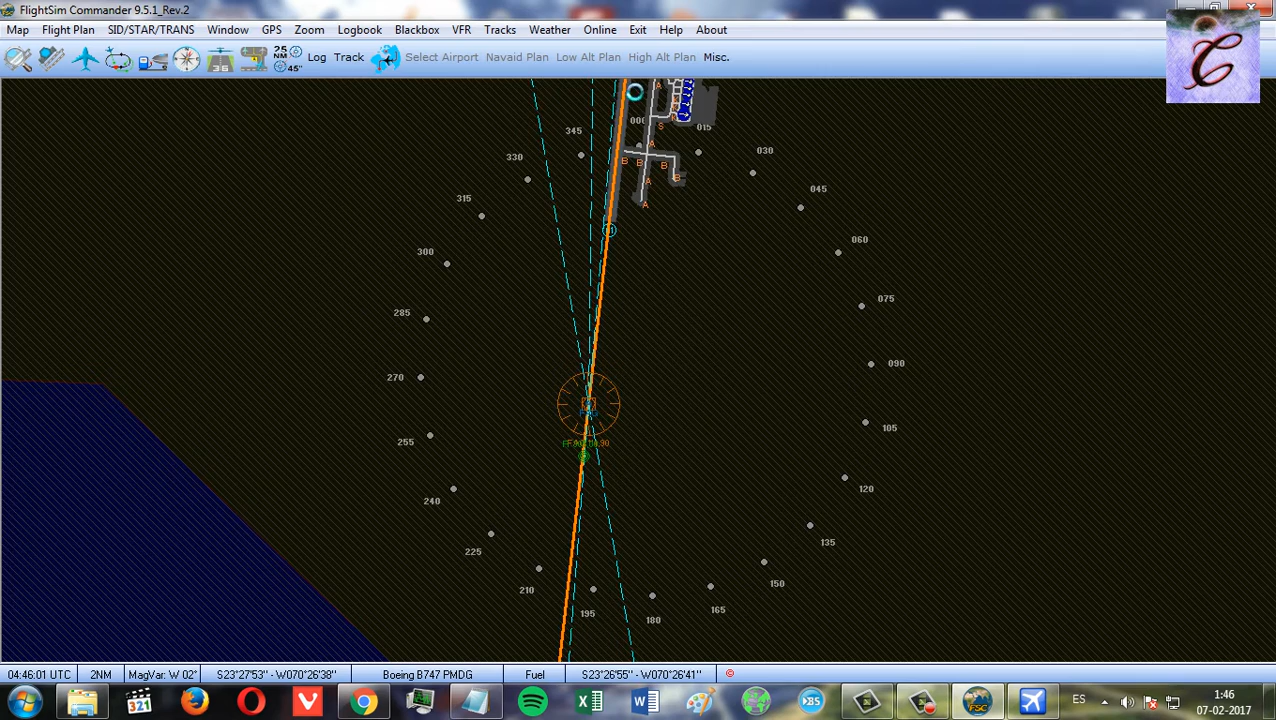 FlightSim Commander 9.5.1_Rev.2
Map Flight Plan SID/STAR/TRANS Window GPS Zoom Logbook Blackbox VFR Tracks Weather Online Exit Help About
36 25 NM 45° Log Track Select Airport Navaid Plan Low Alt Plan High Alt Plan Misc.
A
S
345 000 015
A
330 B B B 030
A B
315 A 045
300 060
285 075
270 090
255 105
240 120
225 135
210 150
195 180 165
04:46:01 UTC 2NM MagVar: W 02° S23°27'53" - W070°26'38" Boeing B747 PMDG Fuel S23°26'55" - W070°26'41" ©
321 BS FSC ES 1:46
07-02-2017